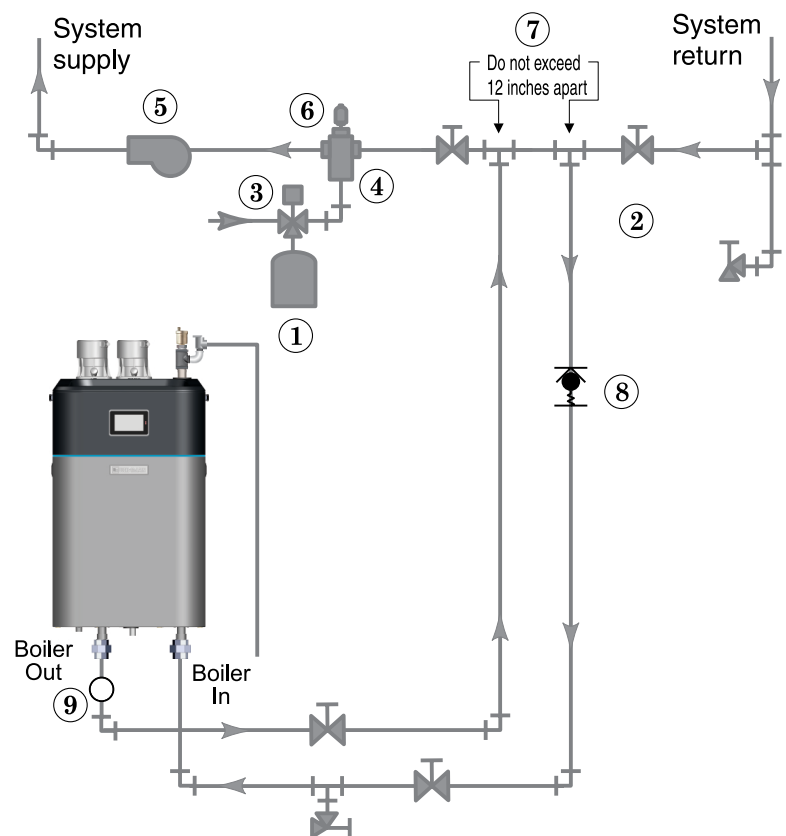 System
supply
System
return
7
Do not exceed
12 inches apart
5
6
3
4
2
1
8
Boiler
Out
Boiler
In
9